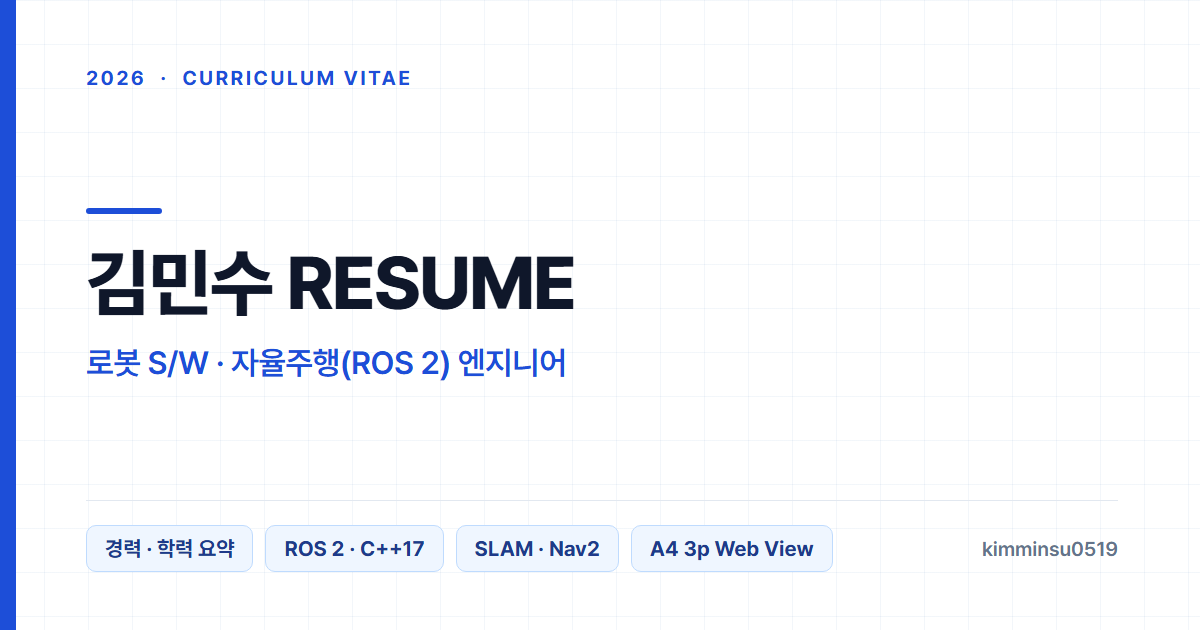 2026 · CURRICULUM VITAE
김민수 RESUME
로봇 S/W · 자율주행(ROS 2) 엔지니어
경력 · 학력 요약
ROS 2 · C++17
SLAM · Nav2
A4 3p Web View
kimminsu0519